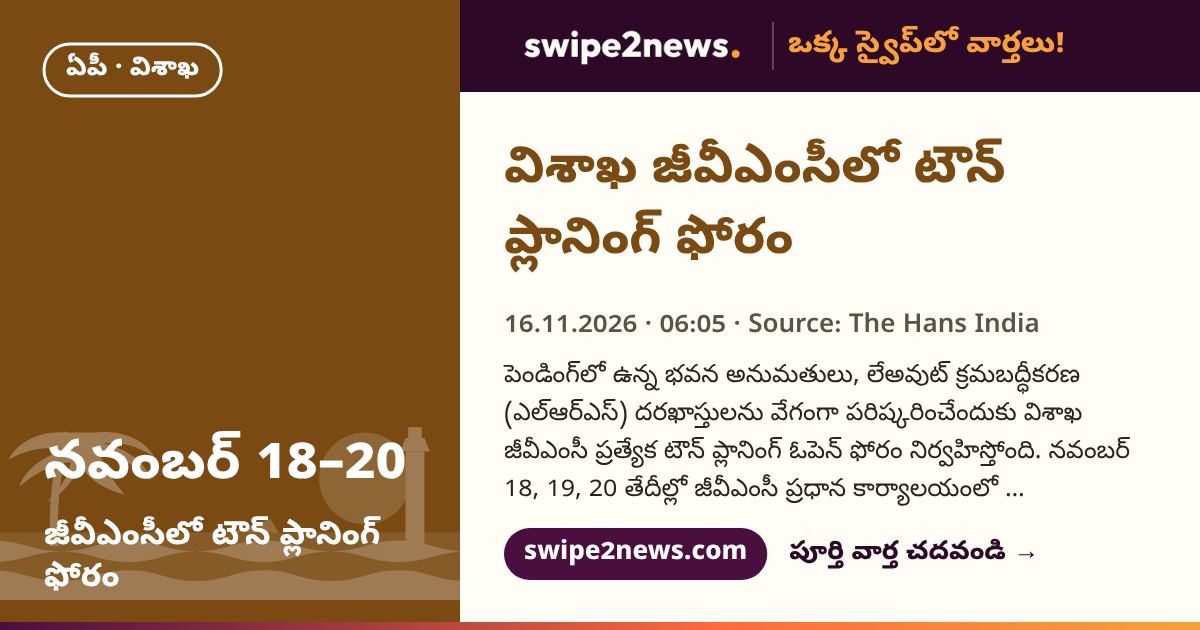 ఏపీ · విశాఖ
swipe2news.
ఒక్క స్వైప్‌లో వార్తలు!
విశాఖ జీవీఎంసీలో టౌన్
ప్లానింగ్ ఫోరం
16.11.2026 · 06:05 · Source: The Hans India
పెండింగ్‌లో ఉన్న భవన అనుమతులు, లేఅవుట్ క్రమబద్ధీకరణ
(ఎల్ఆర్ఎస్) దరఖాస్తులను వేగంగా పరిష్కరించేందుకు విశాఖ
జీవీఎంసీ ప్రత్యేక టౌన్ ప్లానింగ్ ఓపెన్ ఫోరం నిర్వహిస్తోంది. నవంబర్
18, 19, 20 తేదీల్లో జీవీఎంసీ ప్రధాన కార్యాలయంలో ...
నవంబర్ 18–20
జీవీఎంసీలో టౌన్ ప్లానింగ్
ఫోరం
swipe2news.com
పూర్తి వార్త చదవండి →